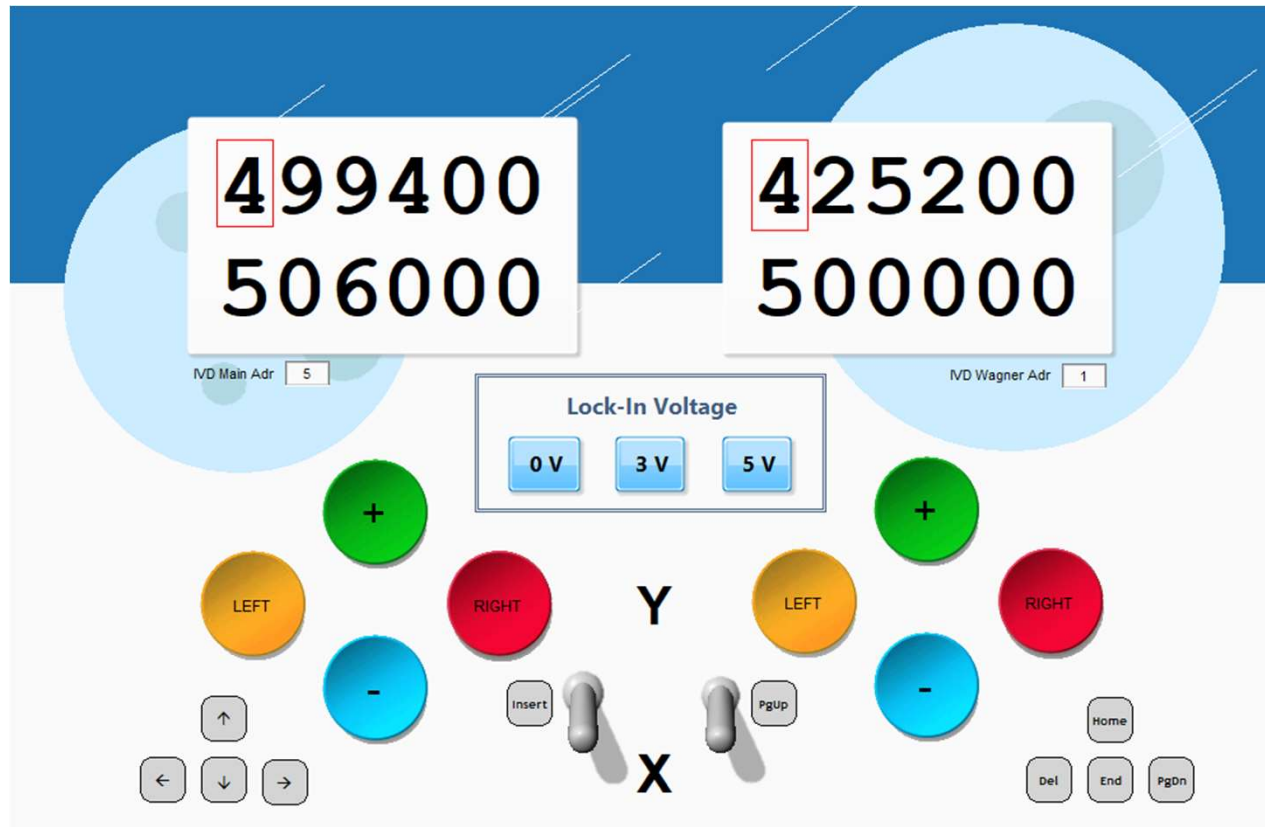 499400
506000
425200
500000
IVD Main Adr 5
IVD Wagner Adr 1
Lock-In Voltage
0 V 3 V 5 V
+
LEFT
RIGHT
-
Y
X
+
LEFT
RIGHT
-
Insert
PgUp
↑
← ↓ →
Home
Del End PgDn